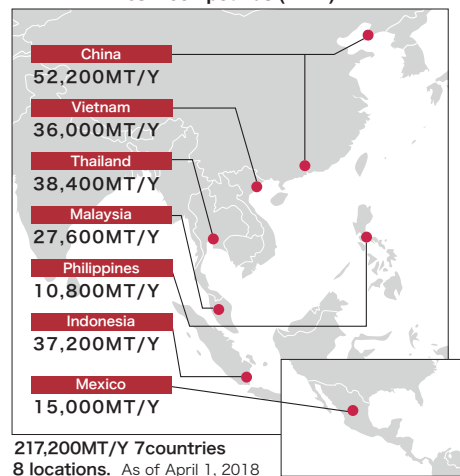 China
52,200MT/Y
Vietnam
36,000MT/Y
Thailand
38,400MT/Y
Malaysia
27,600MT/Y
Philippines
10,800MT/Y
Indonesia
37,200MT/Y
Mexico
15,000MT/Y
217,200MT/Y 7countries
8 locations. As of April 1, 2018